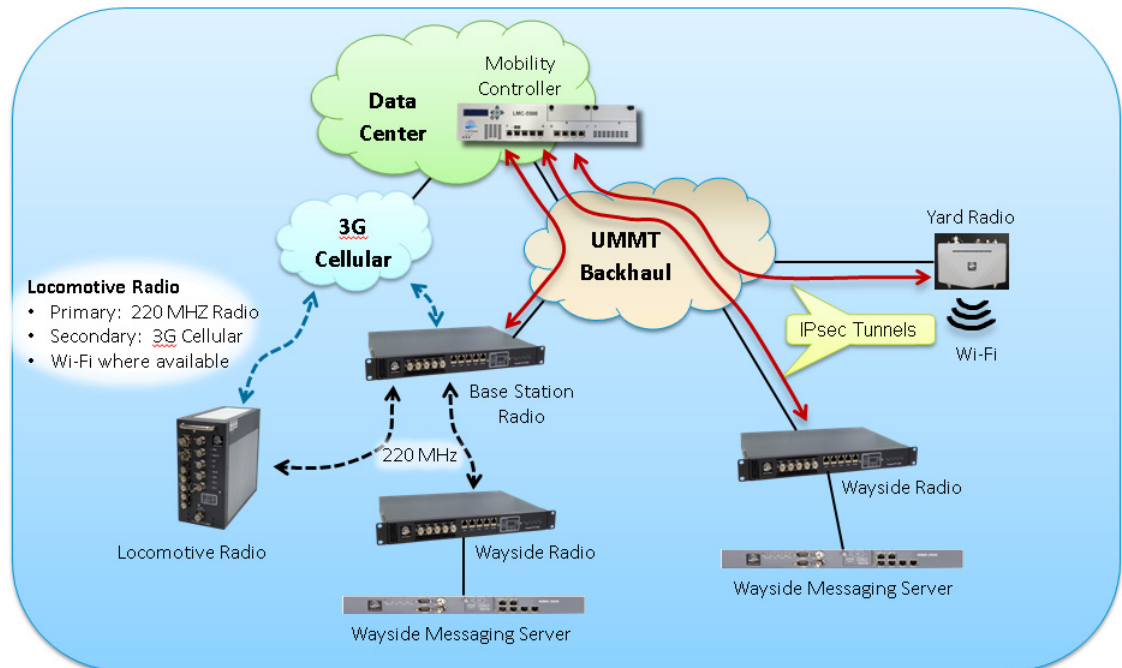 Mobility
Controller
Data
Center
LMC-5500
3G
Cellular
UMMT
Backhaul
Yard Radio
Locomotive Radio
• Primary: 220 MHZ Radio
• Secondary: 3G Cellular
• Wi-Fi where available
IPsec Tunnels
Wi-Fi
Base Station
Radio
220 MHz
Wayside Radio
Locomotive Radio
Wayside Radio
Wayside Messaging Server
Wayside Messaging Server